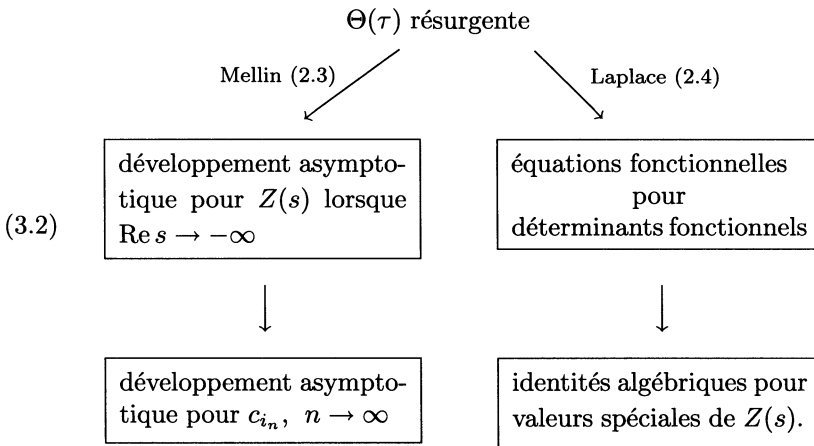 Θ(τ) résurgente
Mellin (2.3)
Laplace (2.4)
développement asympto-
tique pour Z(s) lorsque
Re s → −∞
équations fonctionnelles
pour
déterminants fonctionnels
(3.2)
développement asympto-
tique pour c_{i_n}, n → ∞
identités algébriques pour
valeurs spéciales de Z(s).